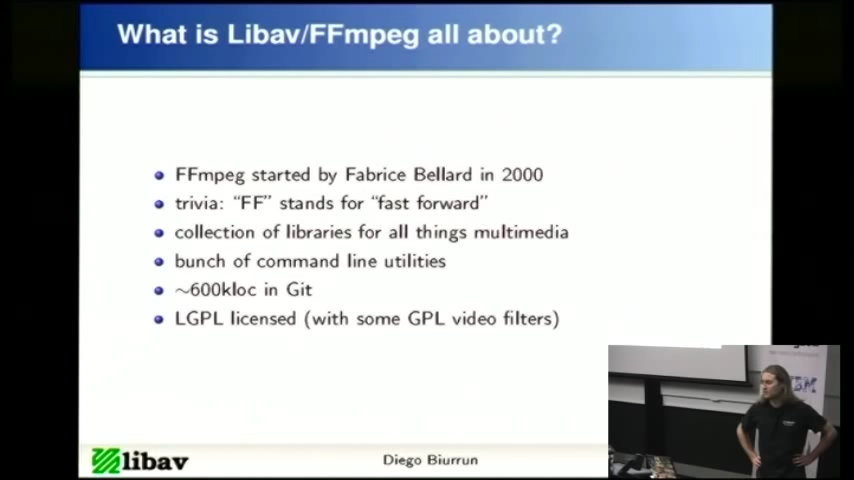 What is Libav/FFmpeg all about?
FFmpeg started by Fabrice Bellard in 2000
trivia: “FF” stands for “fast forward”
collection of libraries for all things multimedia
bunch of command line utilities
~600kloc in Git
LGPL licensed (with some GPL video filters)
IBM
libav
Diego Biurrun